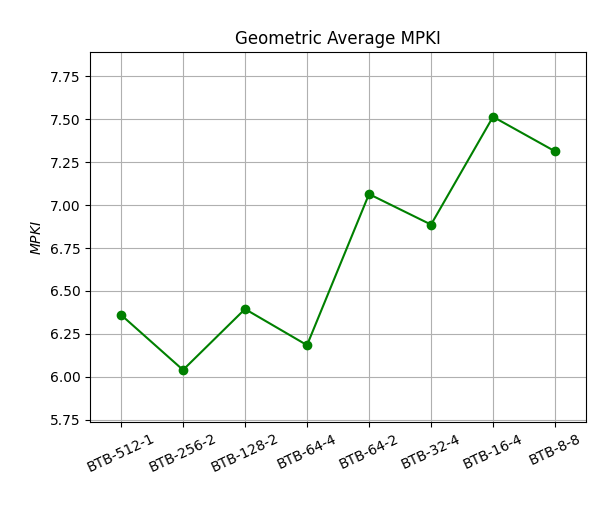 Geometric Average MPKI
7.75
7.50
7.25
7.00
6.75
6.50
6.25
6.00
5.75
MPKI
BTB-512-1
BTB-256-2
BTB-128-2
BTB-64-4
BTB-64-2
BTB-32-4
BTB-16-4
BTB-8-8